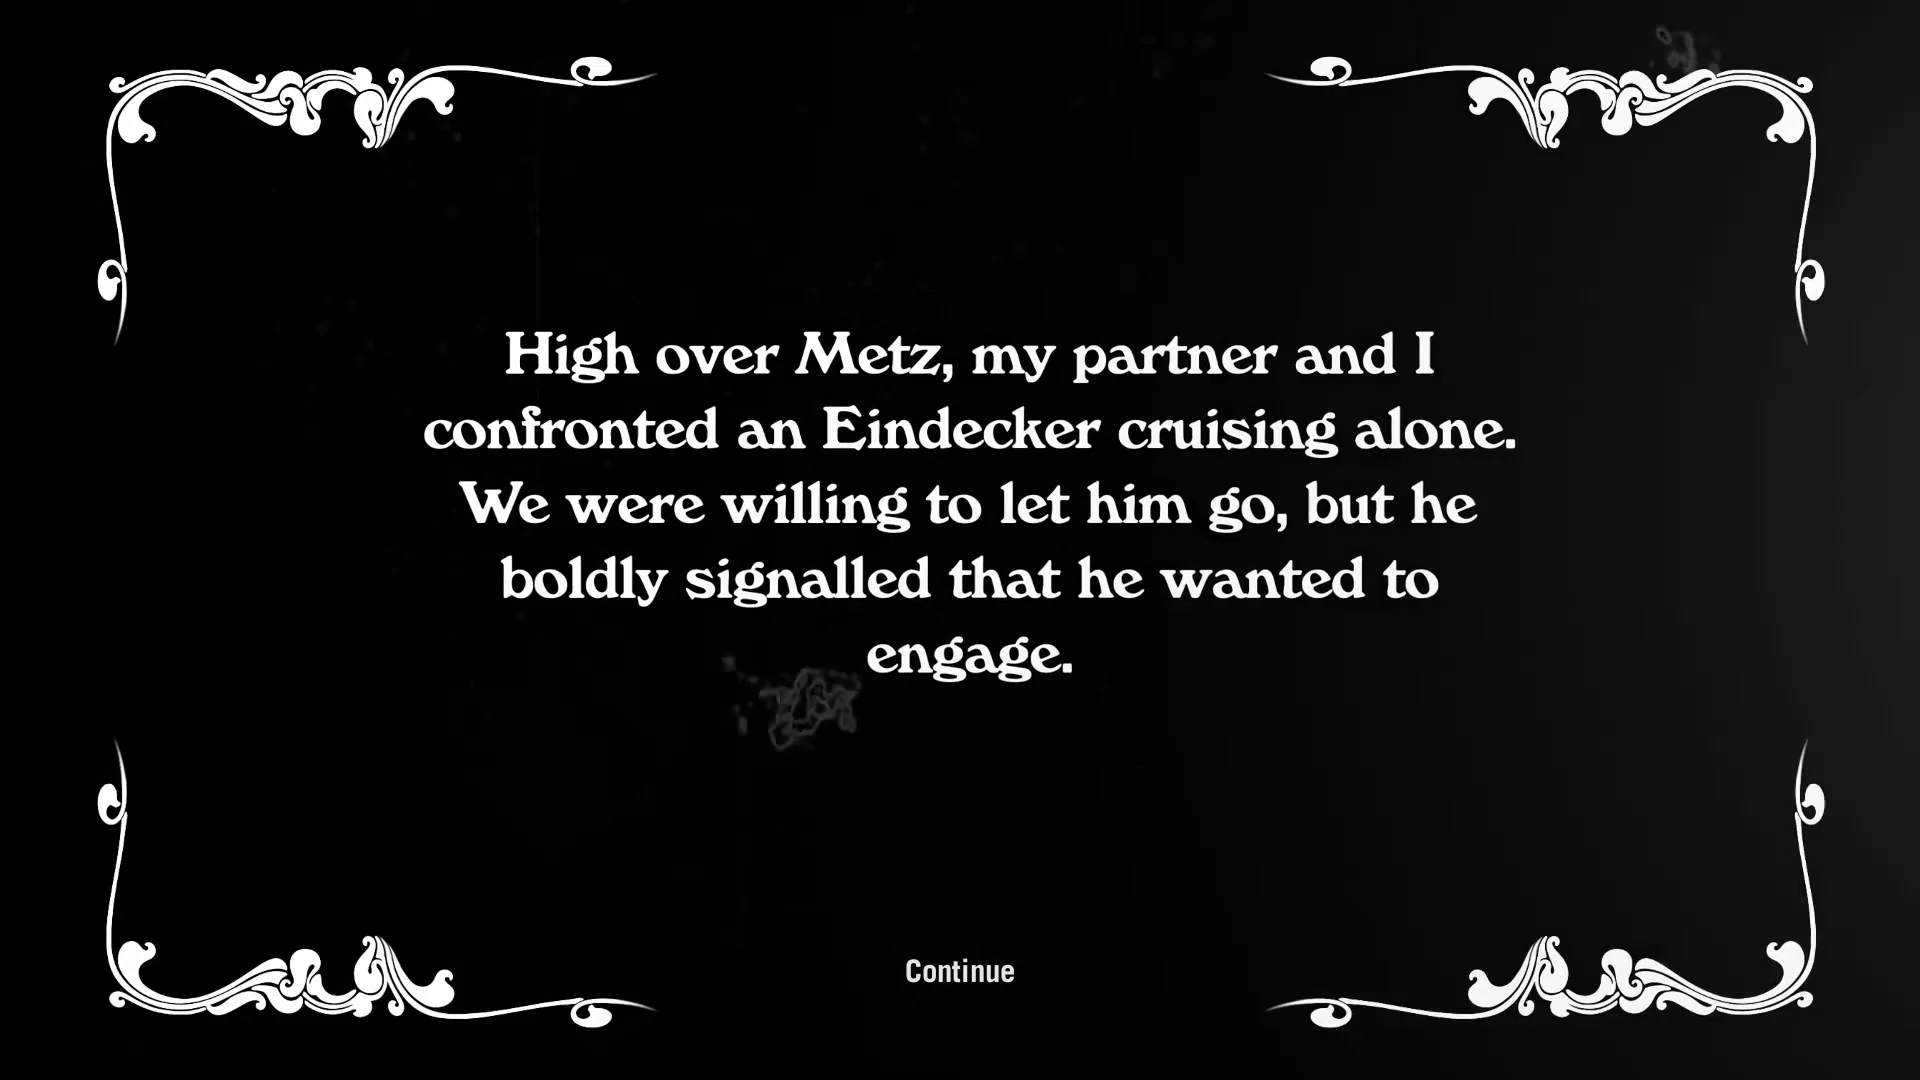 High over Metz, my partner and I
confronted an Eindecker cruising alone.
We were willing to let him go, but he
boldly signalled that he wanted to
engage.
Continue